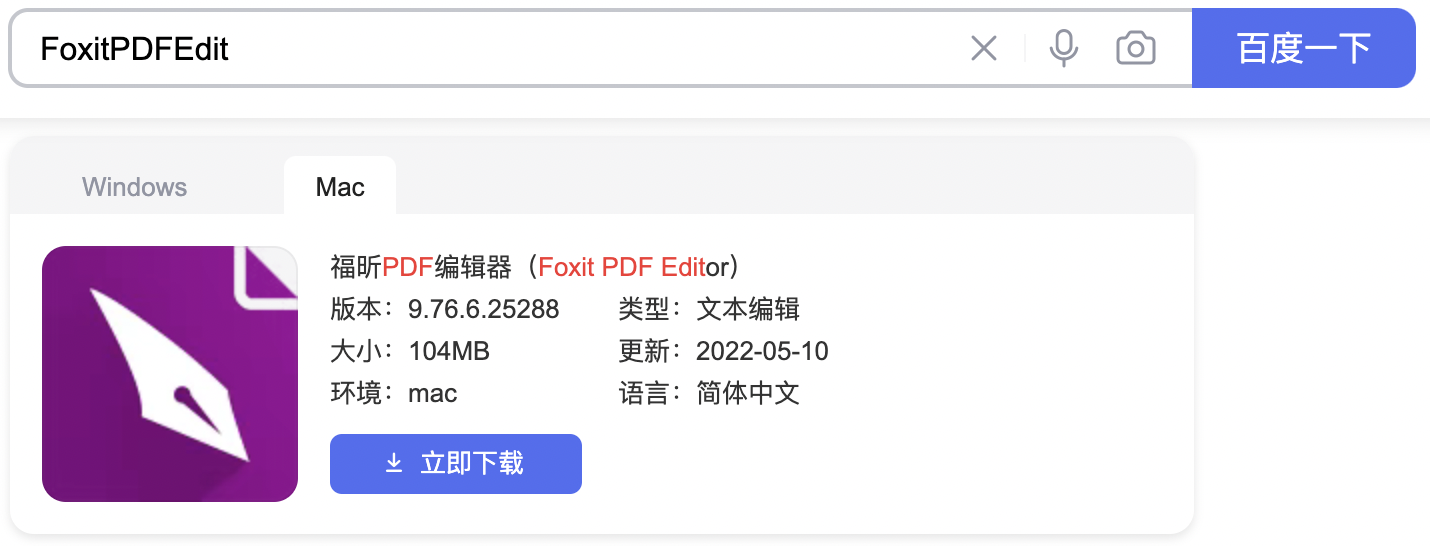 FoxitPDFEdit 百度一下
Windows Mac
福昕PDF编辑器（Foxit PDF Editor）
版本：9.76.6.25288 类型：文本编辑
大小：104MB 更新：2022-05-10
环境：mac 语言：简体中文
立即下载